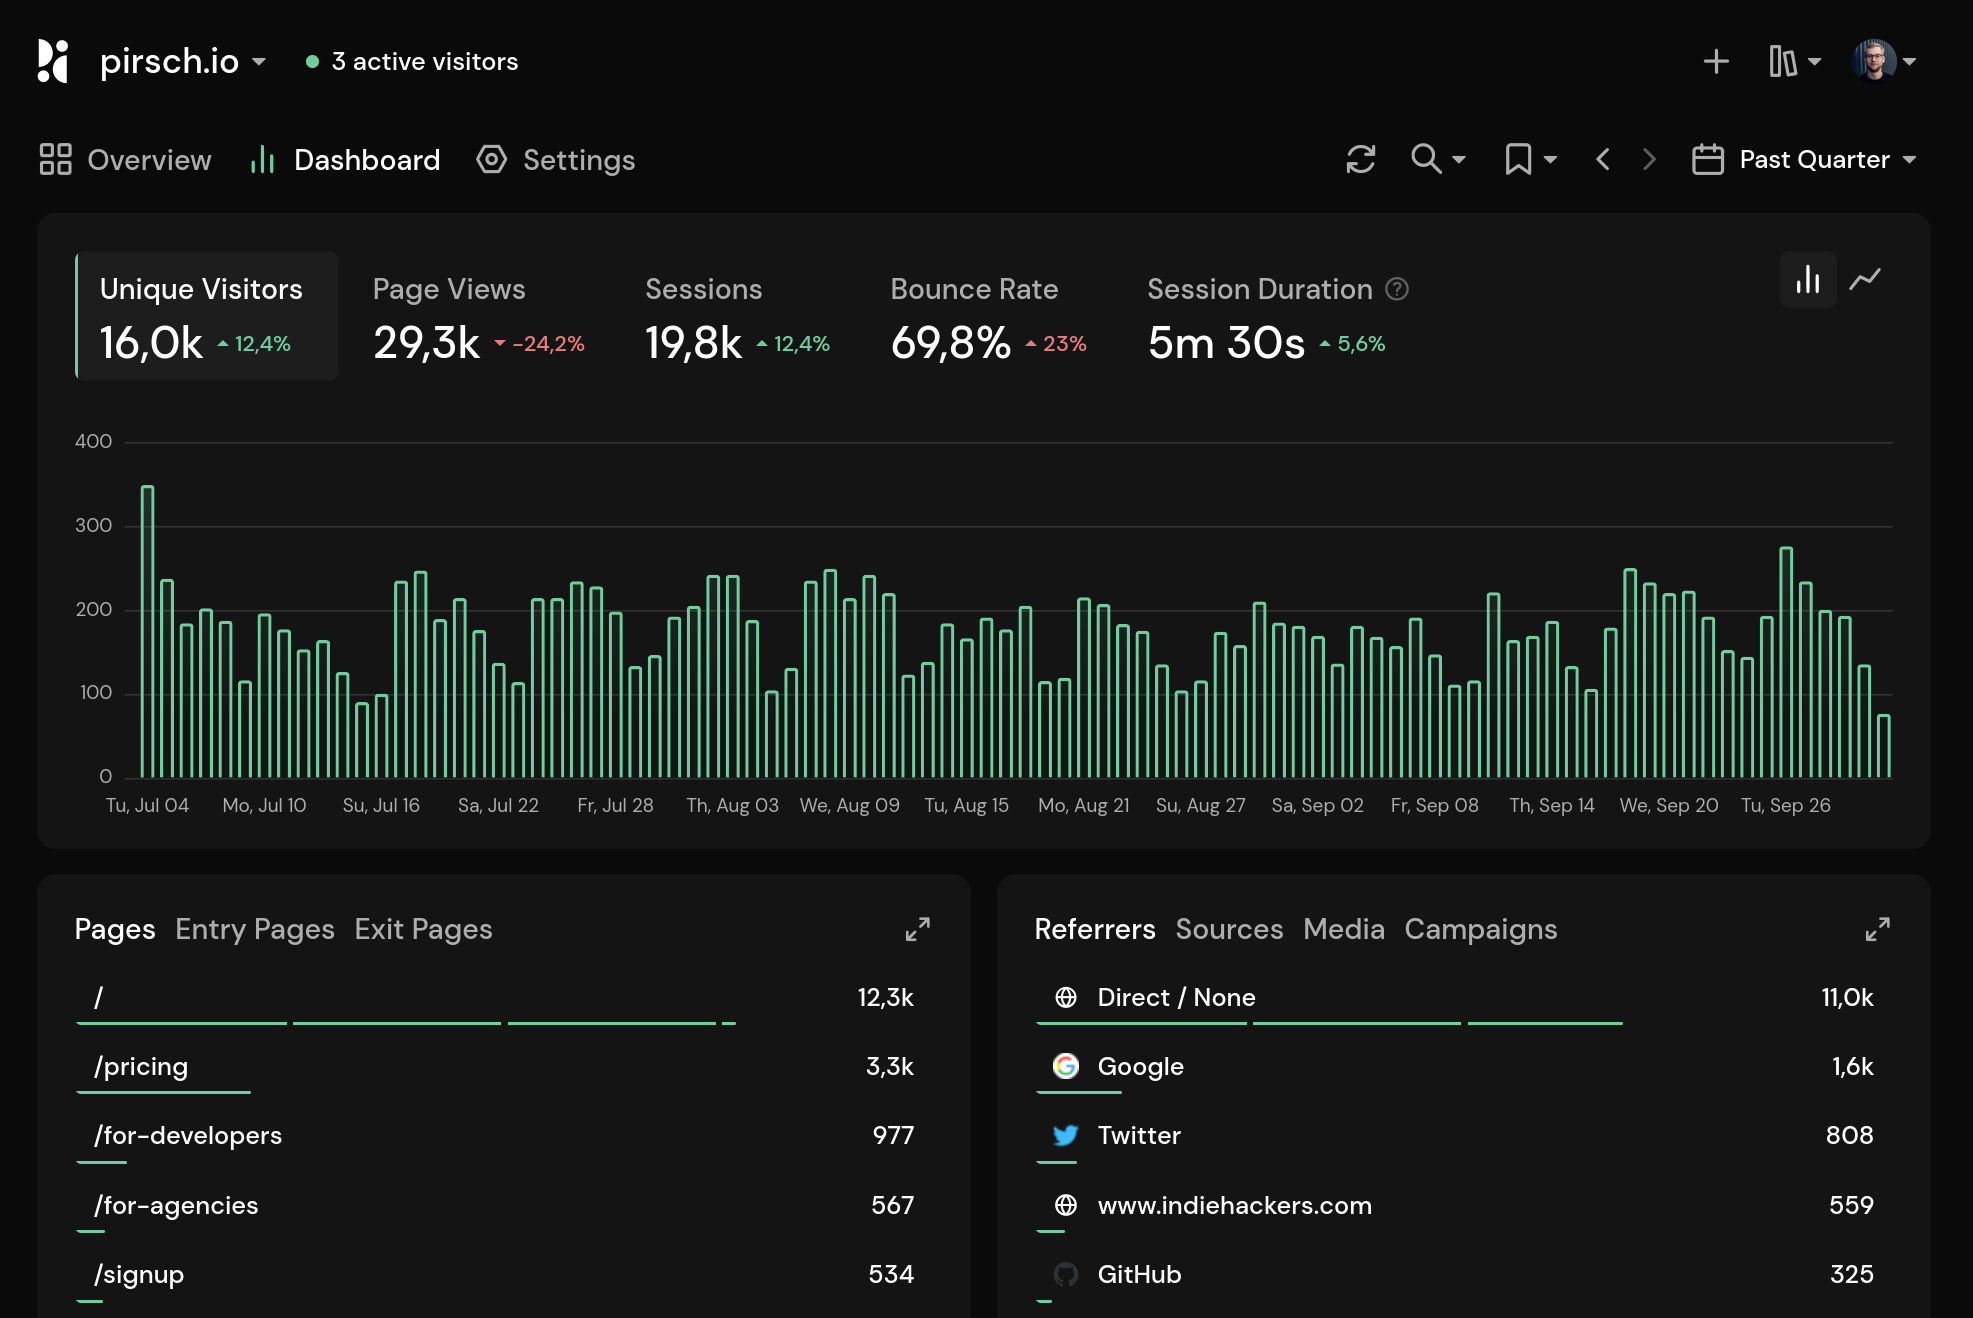 pirsch.io
3 active visitors
Overview
Dashboard
Settings
Past Quarter
Unique Visitors
16,0k 12,4%
Page Views
29,3k -24,2%
Sessions
19,8k 12,4%
Bounce Rate
69,8% 23%
Session Duration ?
5m 30s 5,6%
400
300
200
100
0
Tu, Jul 04 Mo, Jul 10 Su, Jul 16 Sa, Jul 22 Fr, Jul 28 Th, Aug 03 We, Aug 09 Tu, Aug 15 Mo, Aug 21 Su, Aug 27 Sa, Sep 02 Fr, Sep 08 Th, Sep 14 We, Sep 20 Tu, Sep 26
Pages Entry Pages Exit Pages
/ 12,3k
/pricing 3,3k
/for-developers 977
/for-agencies 567
/signup 534
Referrers Sources Media Campaigns
Direct / None 11,0k
Google 1,6k
Twitter 808
www.indiehackers.com 559
GitHub 325